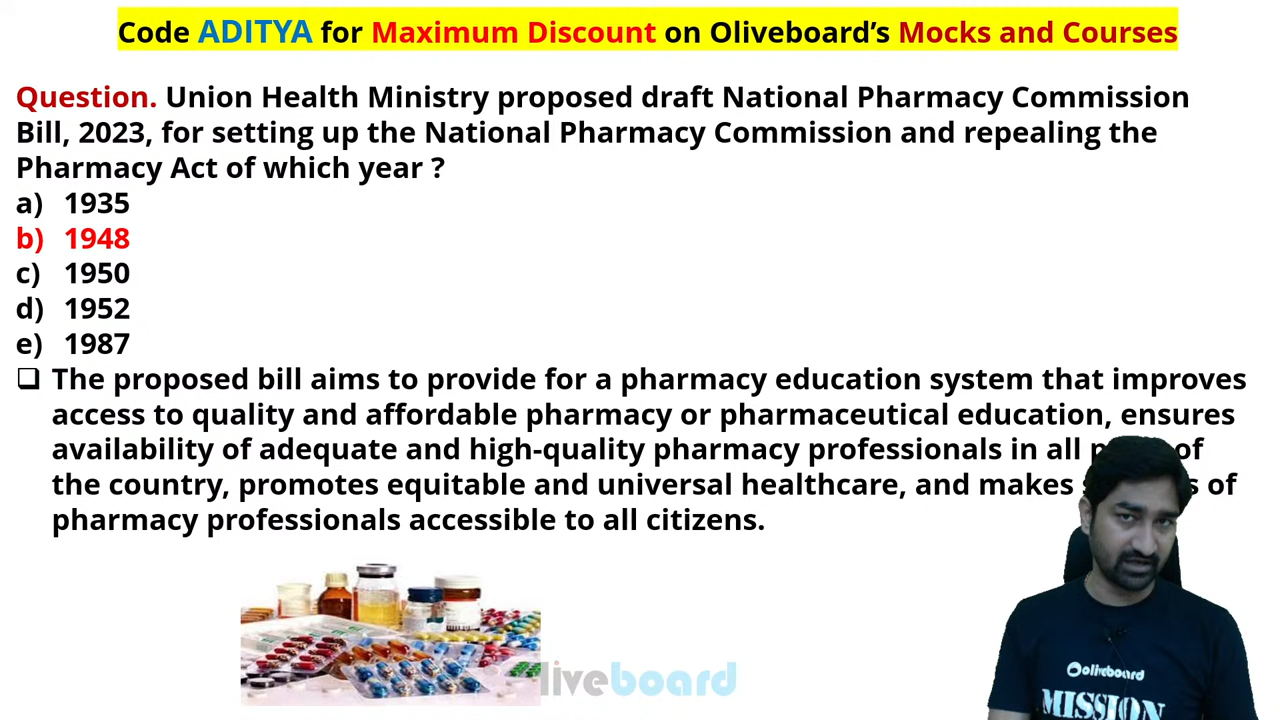 Code ADITYA for Maximum Discount on Oliveboard’s Mocks and Courses
Question. Union Health Ministry proposed draft National Pharmacy Commission
Bill, 2023, for setting up the National Pharmacy Commission and repealing the
Pharmacy Act of which year ?
a) 1935
b) 1948
c) 1950
d) 1952
e) 1987
❑ The proposed bill aims to provide for a pharmacy education system that improves
access to quality and affordable pharmacy or pharmaceutical education, ensures
availability of adequate and high-quality pharmacy professionals in all of
the country, promotes equitable and universal healthcare, and makes of
pharmacy professionals accessible to all citizens.
liveboard
oliveboard
MISSION